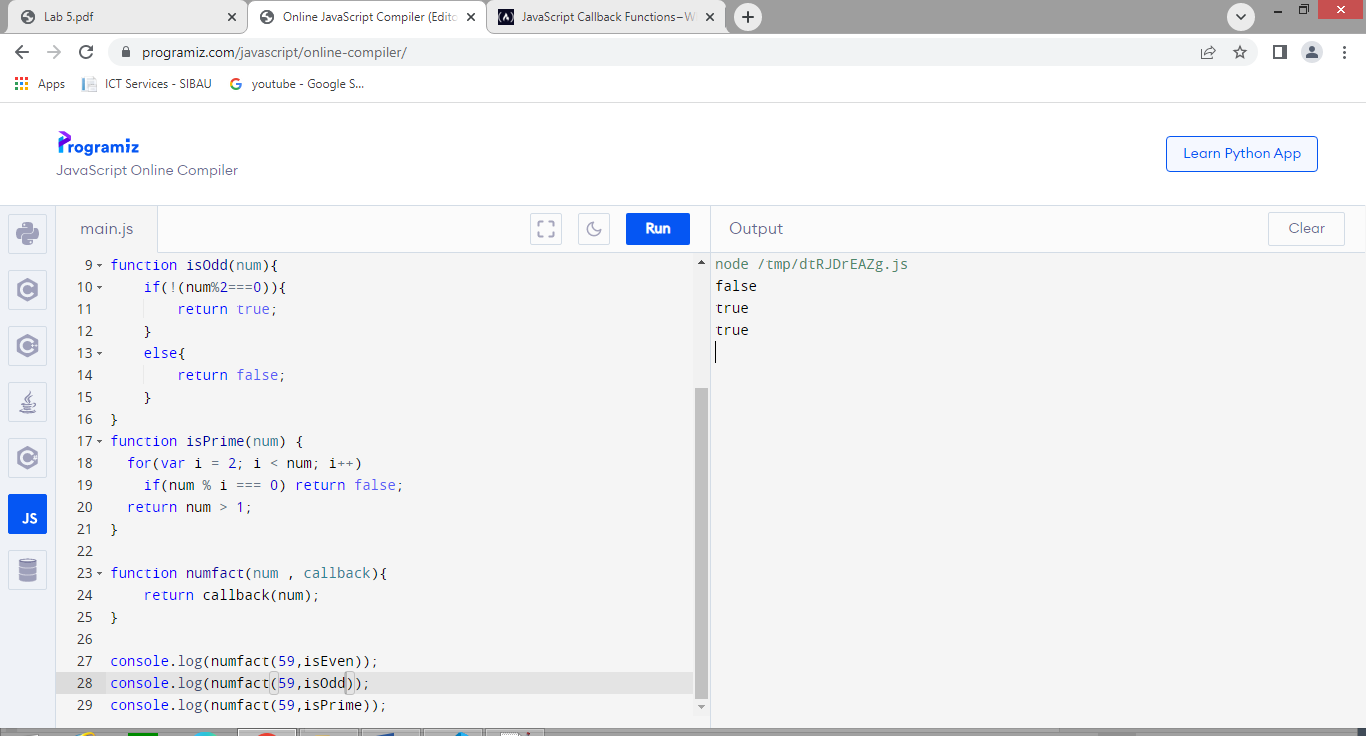 Lab 5.pdf
Online JavaScript Compiler (Edito
JavaScript Callback Functions – W
programiz.com/javascript/online-compiler/
Apps
ICT Services - SIBAU
youtube - Google S...
Programiz
JavaScript Online Compiler
Learn Python App
main.js
Run
Output
Clear
9 function isOdd(num){
10     if(!(num%2===0)){
11         return true;
12     }
13     else{
14         return false;
15     }
16 }
17 function isPrime(num) {
18   for(var i = 2; i < num; i++)
19     if(num % i === 0) return false;
20   return num > 1;
21 }
22
23 function numfact(num , callback){
24     return callback(num);
25 }
26
27 console.log(numfact(59,isEven));
28 console.log(numfact(59,isOdd));
29 console.log(numfact(59,isPrime));
JS
node /tmp/dtRJDrEAZg.js
false
true
true